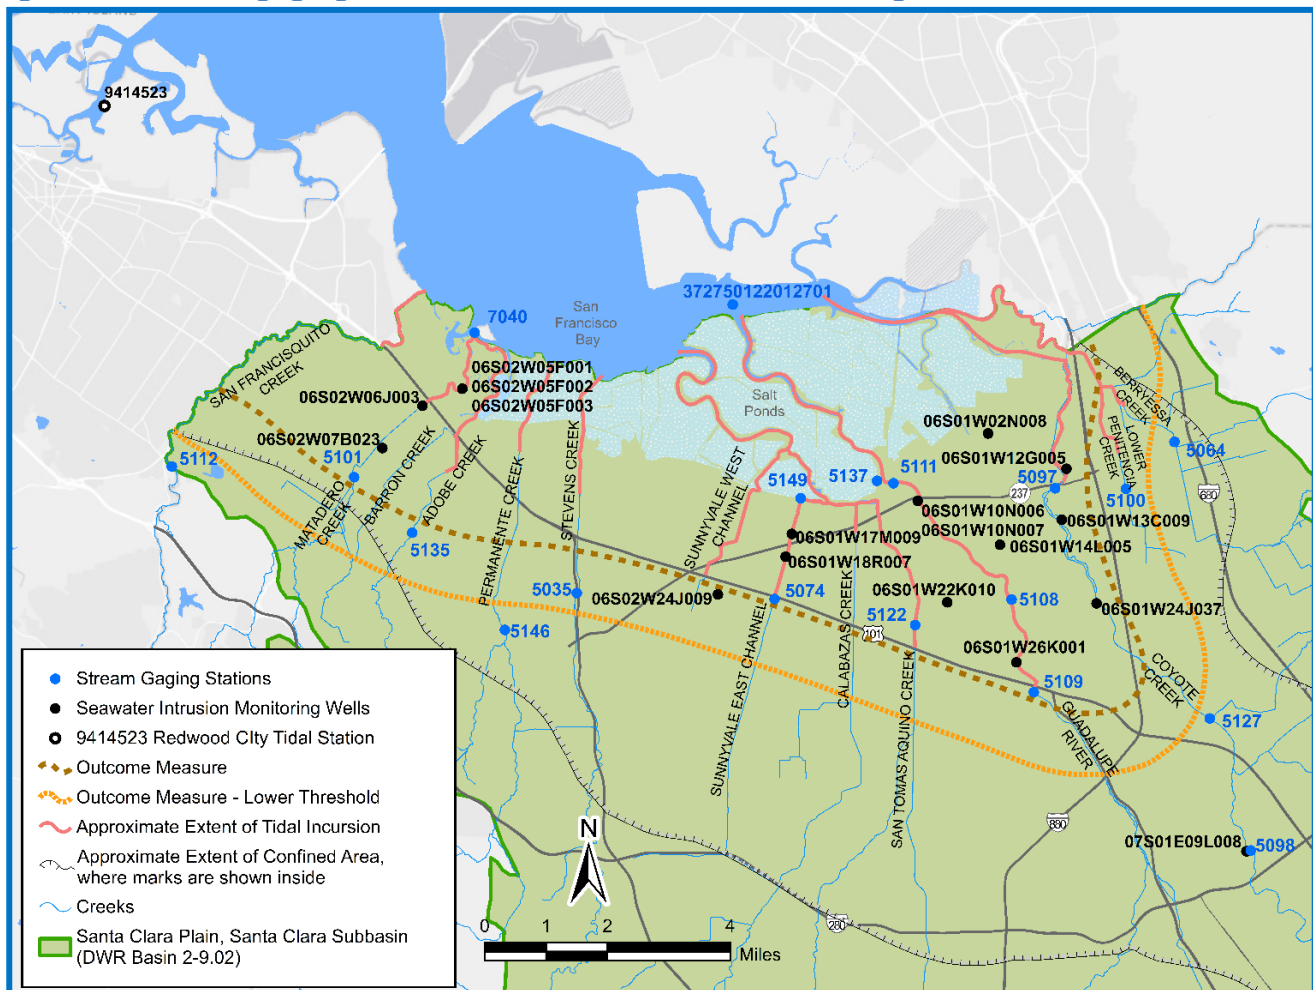 9414523
372750122012701
7040
San
Francisco
Bay
SAN FRANCISQUITO
CREEK
06S02W05F001
06S02W05F002
06S02W05F003
06S02W06J003
Salt
Ponds
BERRYESSA
CREEK
LOWER
PENITENCIA
CREEK
06S01W02N008
06S02W07B023
5112
5101
5064
06S01W12G005
MATADERO
CREEK
BARRON CREEK
ADOBE CREEK
PERMANENTE CREEK
STEVENS CREEK
SUNNYVALE WEST
CHANNEL
5149
5137
5111
5097
237
5100
680
06S01W10N006
06S01W10N007
06S01W13C009
06S01W14L005
5135
06S01W17M009
06S01W18R007
5035
06S02W24J009
5074
06S01W22K010
5108
06S01W24J037
5146
5122
101
06S01W26K001
5109
SUNNYVALE EAST CHANNEL
CALABAZAS CREEK
SAN TOMAS AQUINO CREEK
GUADALUPE
RIVER
COYOTE
CREEK
5127
880
07S01E09L008
5098
280
Stream Gaging Stations
Seawater Intrusion Monitoring Wells
9414523 Redwood CIty Tidal Station
Outcome Measure
Outcome Measure - Lower Threshold
Approximate Extent of Tidal Incursion
Approximate Extent of Confined Area,
where marks are shown inside
Creeks
Santa Clara Plain, Santa Clara Subbasin
(DWR Basin 2-9.02)
N
0 1 2 4
Miles